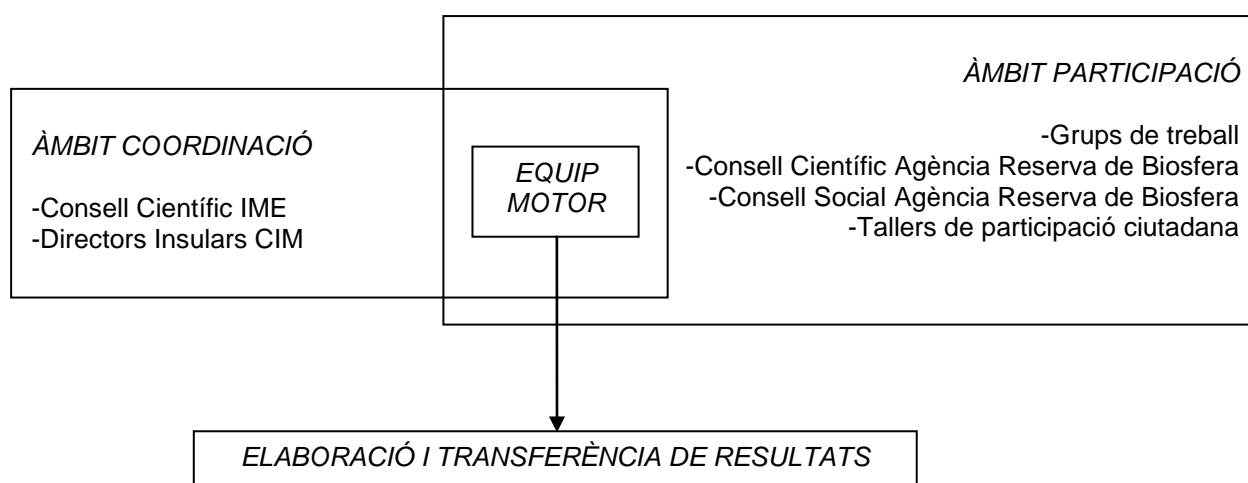 ÀMBIT PARTICIPACIÓ
-Grups de treball
-Consell Científic Agència Reserva de Biosfera
-Consell Social Agència Reserva de Biosfera
-Tallers de participació ciutadana
ÀMBIT COORDINACIÓ
-Consell Científic IME
-Directors Insulars CIM
EQUIP
MOTOR
ELABORACIÓ I TRANSFERÈNCIA DE RESULTATS